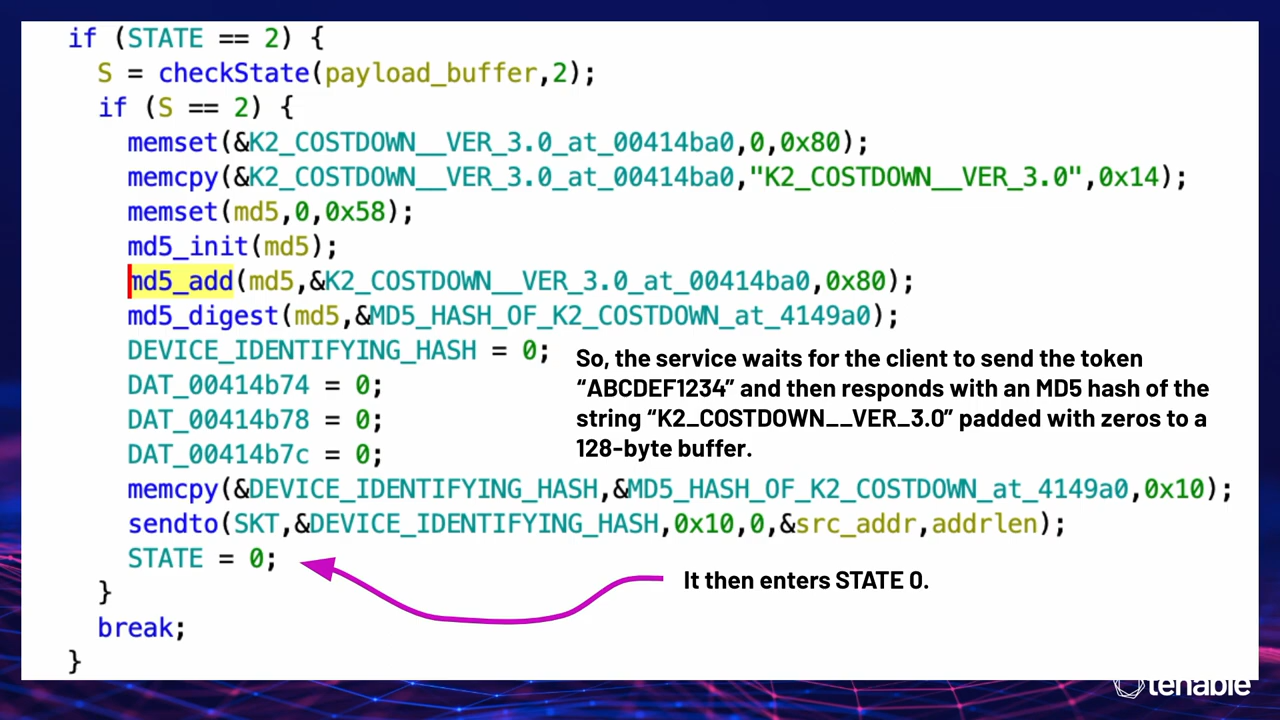 if (STATE == 2) {
S = checkState(payload_buffer,2);
if (S == 2) {
memset(&K2_COSTDOWN__VER_3.0_at_00414ba0,0,0x80);
memcpy(&K2_COSTDOWN__VER_3.0_at_00414ba0,"K2_COSTDOWN__VER_3.0",0x14);
memset(md5,0,0x58);
md5_init(md5);
md5_add(md5,&K2_COSTDOWN__VER_3.0_at_00414ba0,0x80);
md5_digest(md5,&MD5_HASH_OF_K2_COSTDOWN_at_4149a0);
DEVICE_IDENTIFYING_HASH = 0;
DAT_00414b74 = 0;
DAT_00414b78 = 0;
DAT_00414b7c = 0;
So, the service waits for the client to send the token
“ABCDEF1234” and then responds with an MD5 hash of the
string “K2_COSTDOWN__VER_3.0” padded with zeros to a
128-byte buffer.
memcpy(&DEVICE_IDENTIFYING_HASH,&MD5_HASH_OF_K2_COSTDOWN_at_4149a0,0x10);
sendto(SKT,&DEVICE_IDENTIFYING_HASH,0x10,0,&src_addr,addrlen);
STATE = 0;
It then enters STATE 0.
}
break;
}
tenable